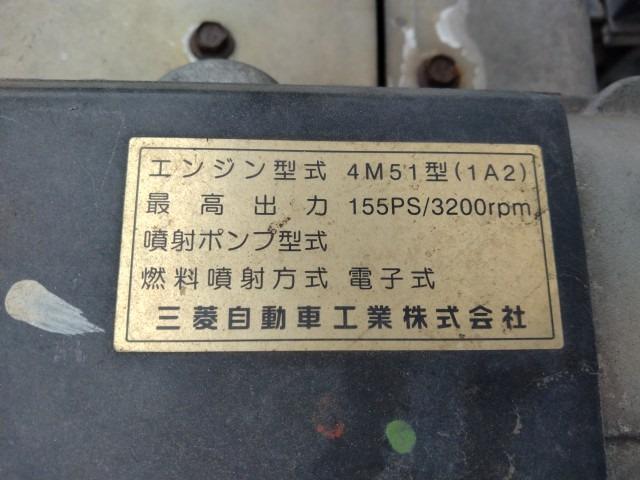 エンジン型式 4M51型(1A2)
最高出力 155PS/3200rpm
噴射ポンプ型式
燃料噴射方式 電子式
三菱自動車工業株式会社